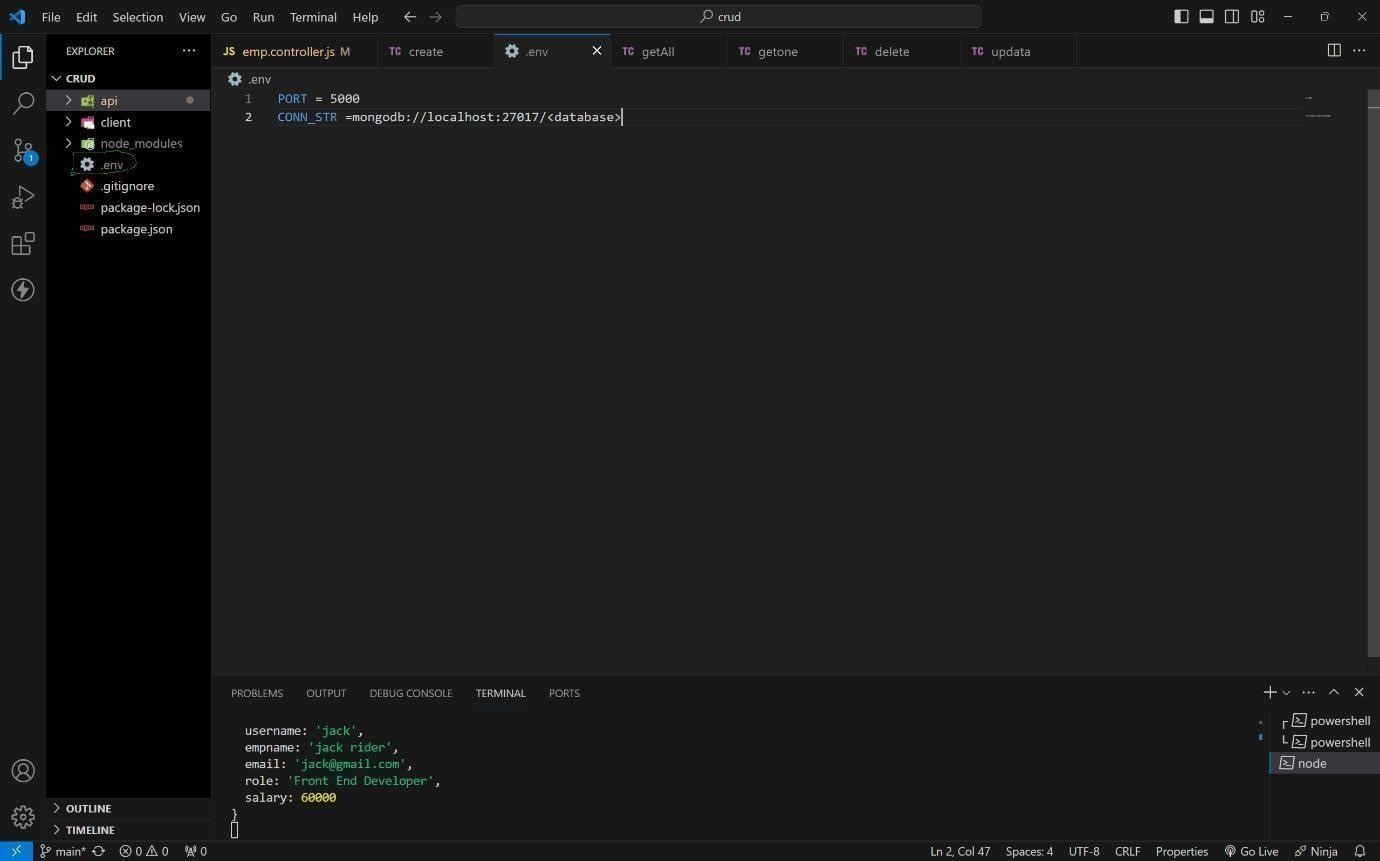 File Edit Selection View Go Run Terminal Help crud
EXPLORER
JS emp.controller.js M TC create .env TC getAll TC getone TC delete TC updata
CRUD
.env
api
client
node_modules
.env
.gitignore
package-lock.json
package.json
1 PORT = 5000
2 CONN_STR =mongodb://localhost:27017/<database>
1
PROBLEMS OUTPUT DEBUG CONSOLE TERMINAL PORTS
username: 'jack',
empname: 'jack rider',
email: 'jack@gmail.com',
role: 'Front End Developer',
salary: 60000
}
powershell
powershell
node
OUTLINE
TIMELINE
main* 0 0 0 Ln 2, Col 47 Spaces: 4 UTF-8 CRLF Properties Go Live Ninja